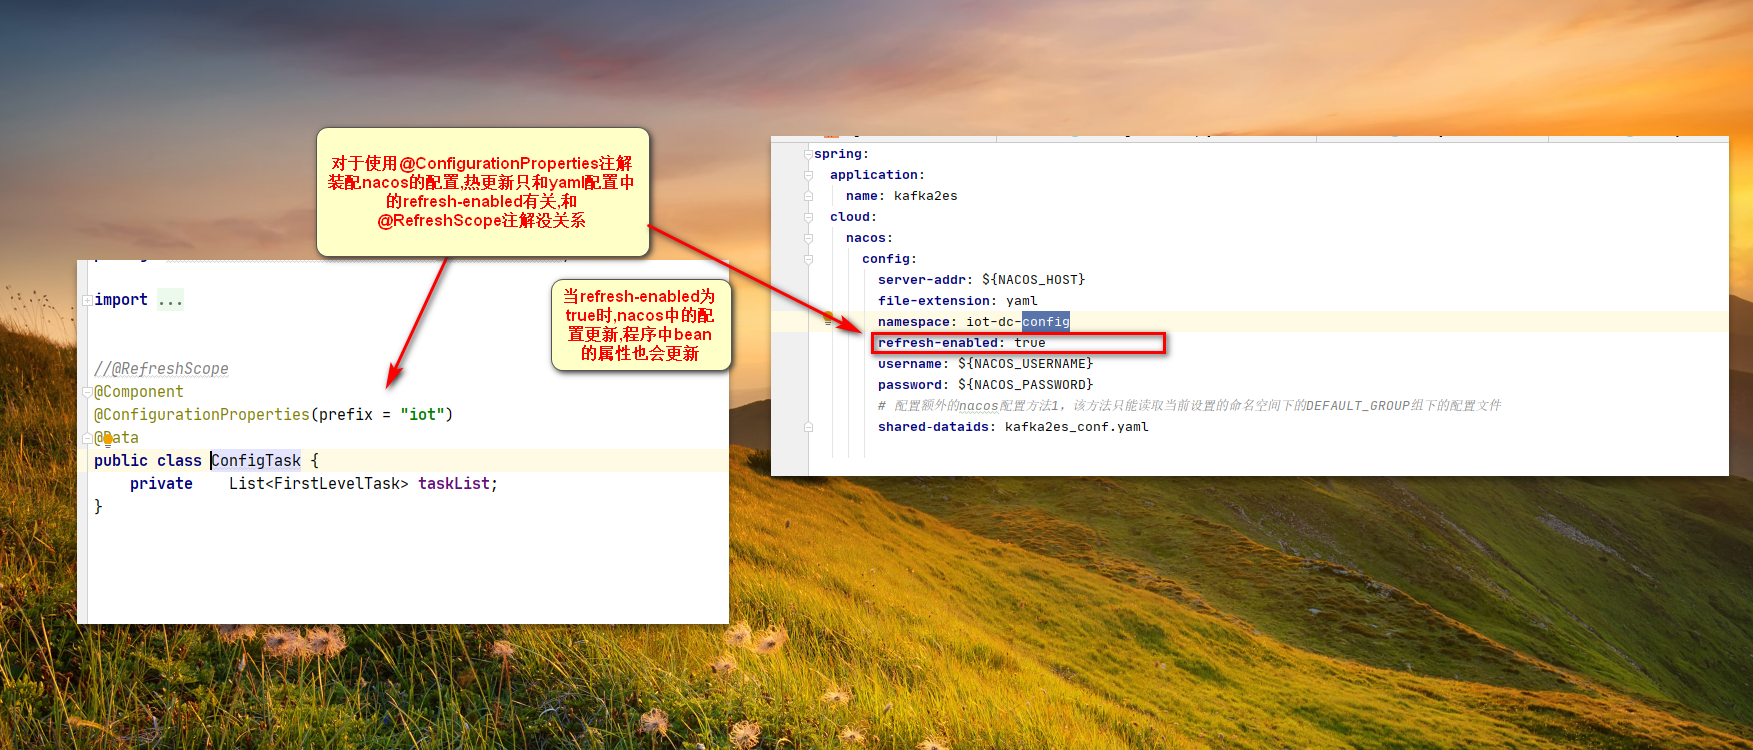 对于使用@ConfigurationProperties注解
装配nacos的配置,热更新只和yaml配置中
的refresh-enabled有关,和
@RefreshScope注解没关系
import ...
//@RefreshScope
@Component
@ConfigurationProperties(prefix = "iot")
@Data
public class ConfigTask {
private List<FirstLevelTask> taskList;
}
当refresh-enabled为
true时,nacos中的配
置更新,程序中bean
的属性也会更新
spring:
application:
name: kafka2es
cloud:
nacos:
config:
server-addr: ${NACOS_HOST}
file-extension: yaml
namespace: iot-dc-config
refresh-enabled: true
username: ${NACOS_USERNAME}
password: ${NACOS_PASSWORD}
# 配置额外的nacos配置方法1，该方法只能读取当前设置的命名空间下的DEFAULT_GROUP组下的配置文件
shared-dataids: kafka2es_conf.yaml